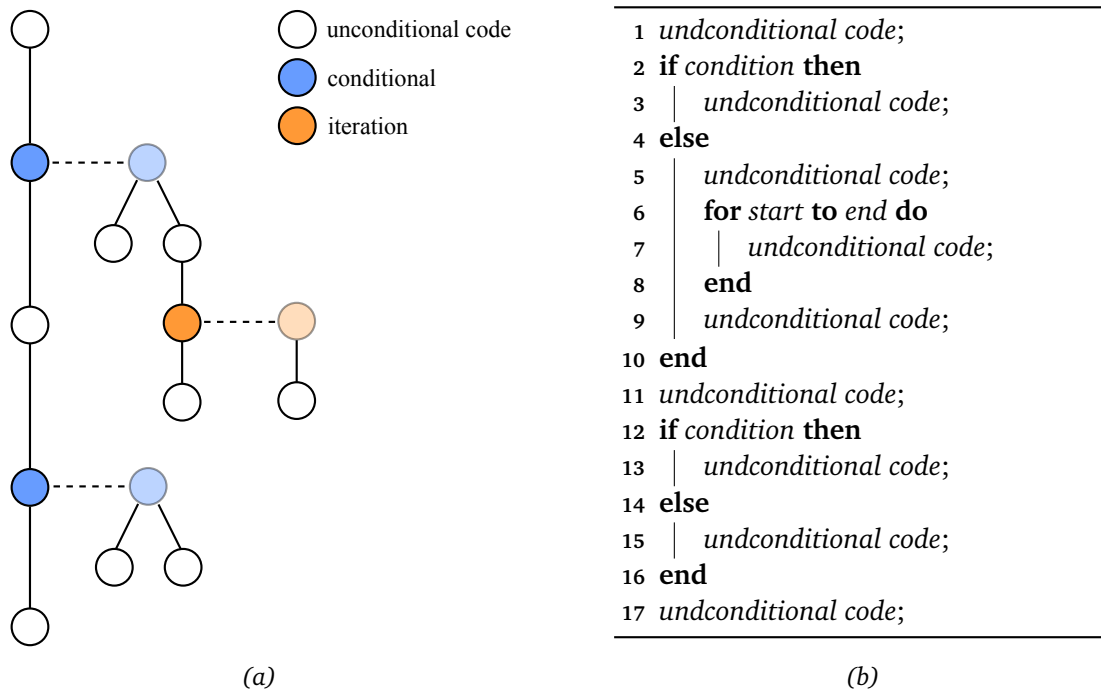 unconditional code
conditional
iteration
1 undconditional code;
2 if condition then
3 undconditional code;
4 else
5 undconditional code;
6 for start to end do
7 undconditional code;
8 end
9 undconditional code;
10 end
11 undconditional code;
12 if condition then
13 undconditional code;
14 else
15 undconditional code;
16 end
17 undconditional code;
(a)
(b)